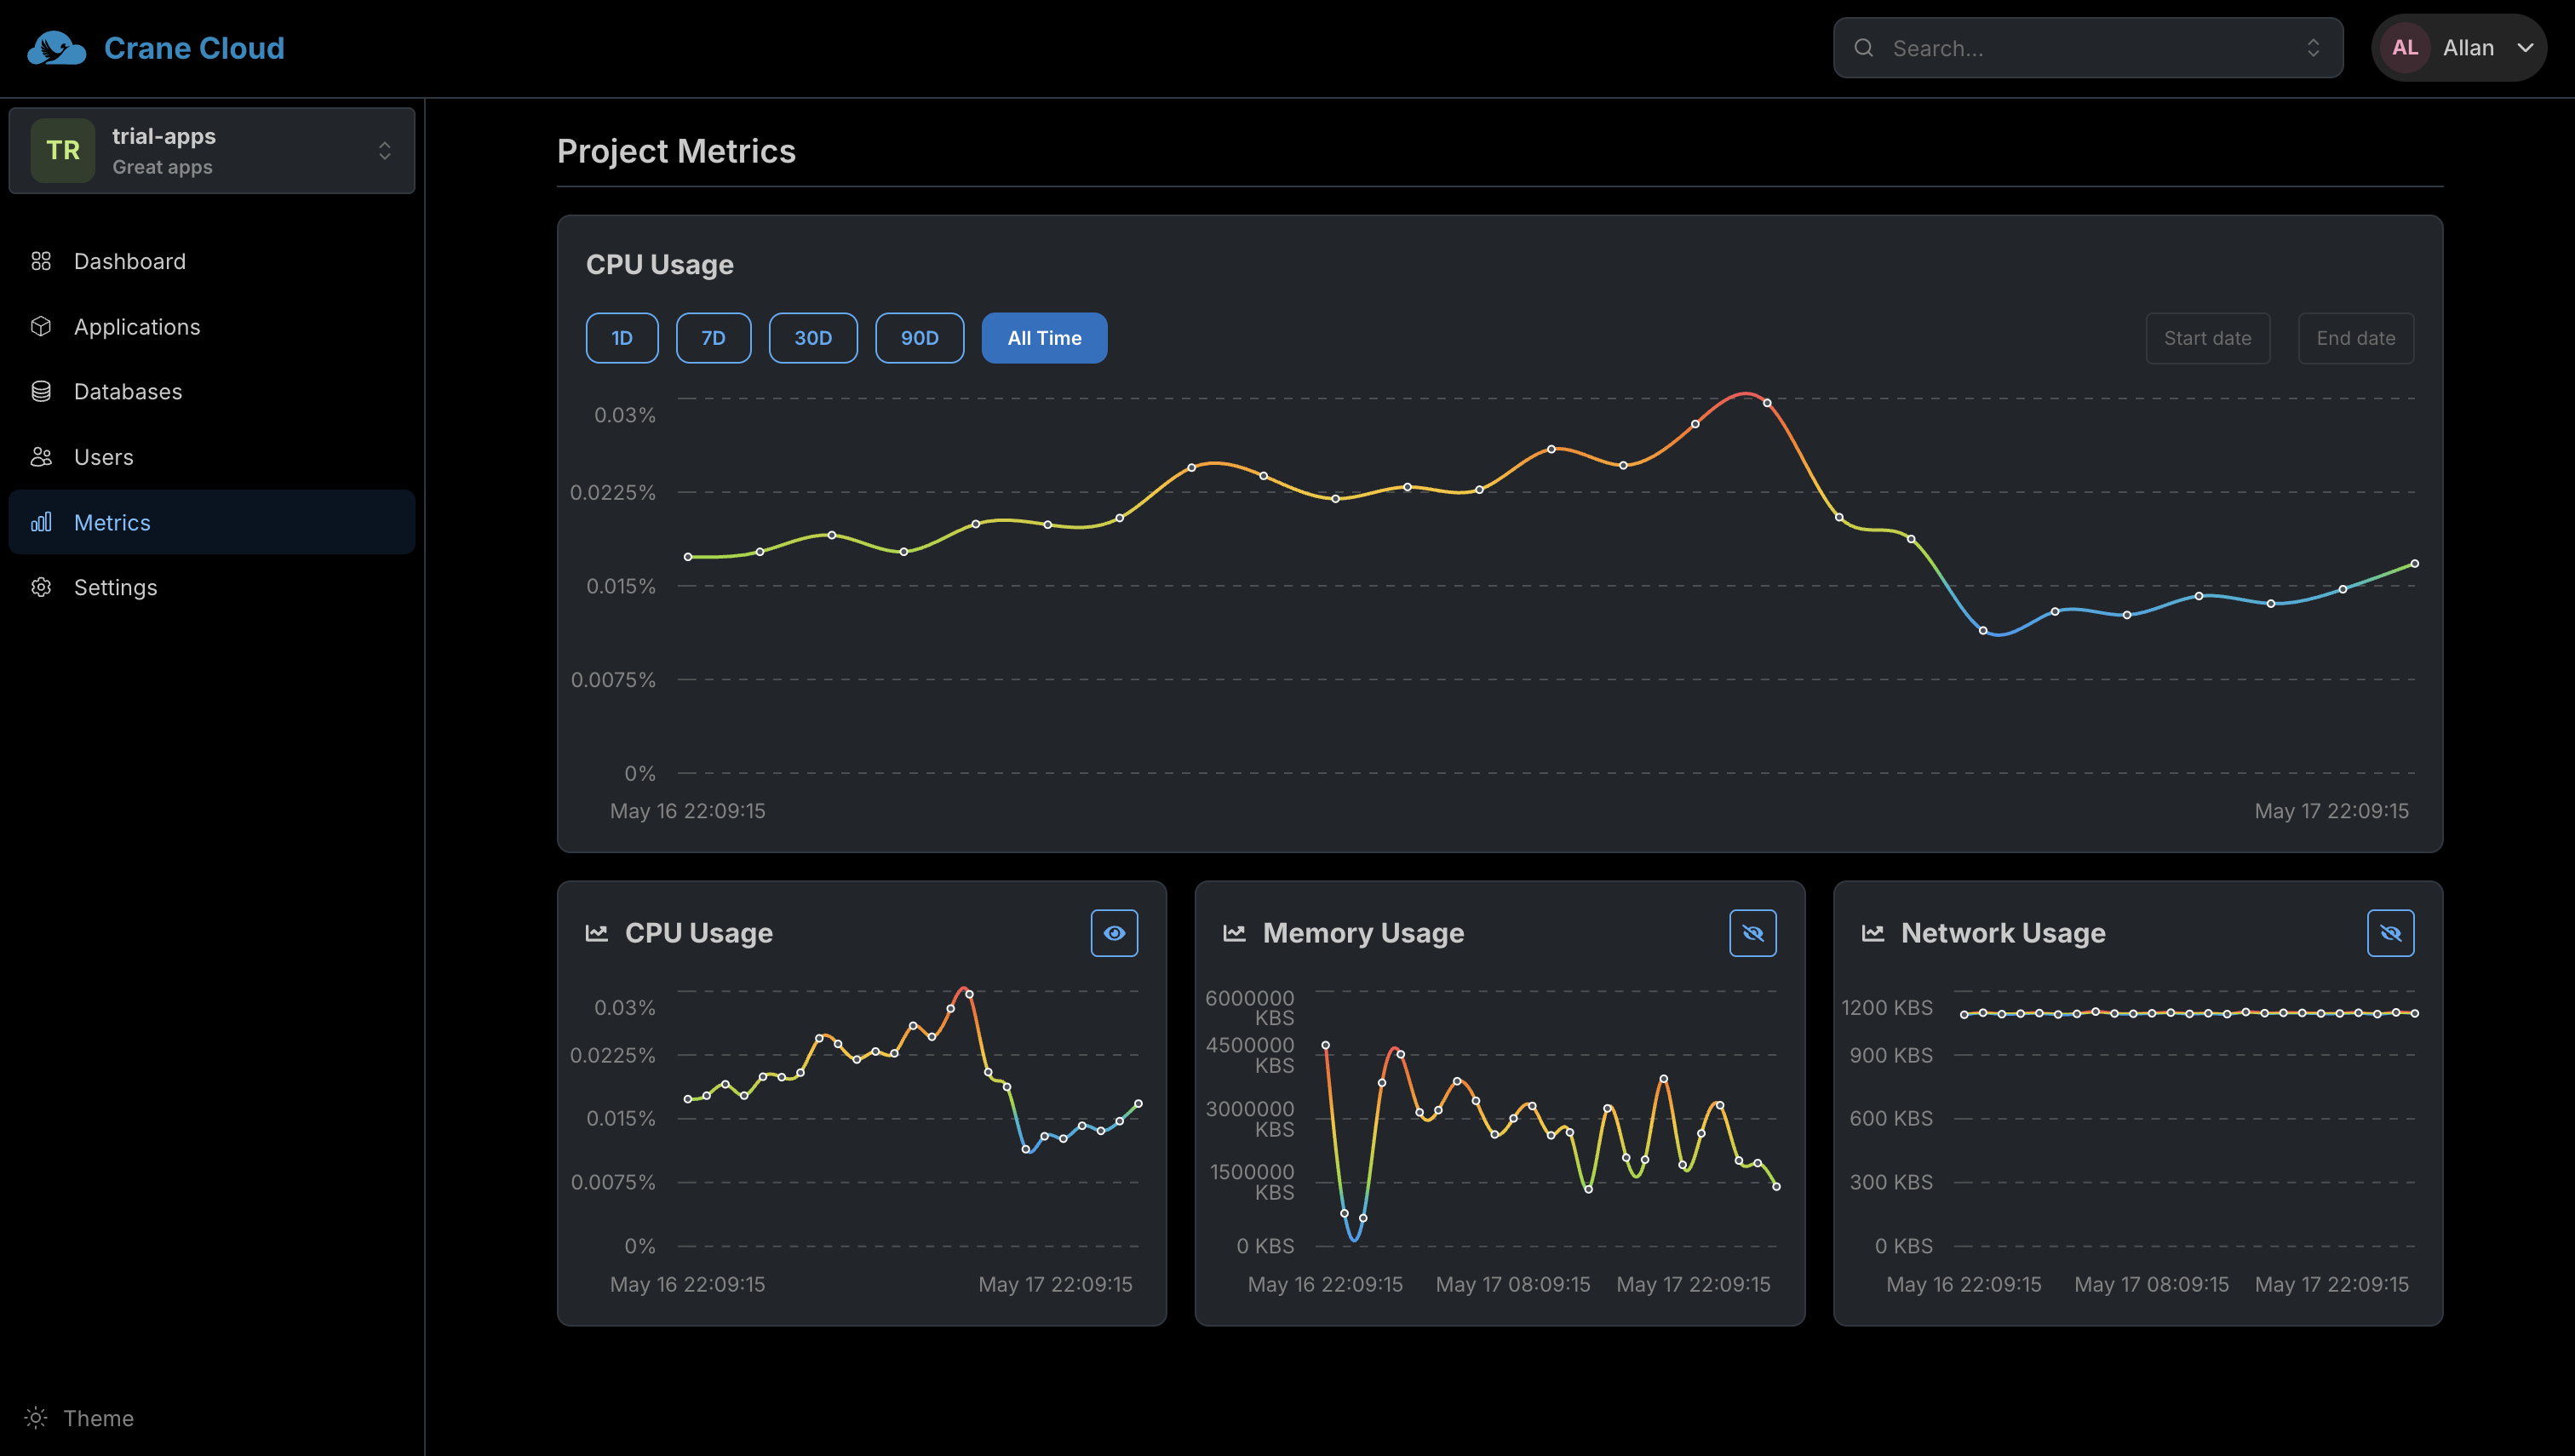 Crane Cloud
Search...
AL Allan
TR
trial-apps
Great apps
Dashboard
Applications
Databases
Users
Metrics
Settings
Theme
Project Metrics
CPU Usage
1D 7D 30D 90D All Time
Start date End date
0.03%
0.0225%
0.015%
0.0075%
0%
May 16 22:09:15 May 17 22:09:15
CPU Usage
0.03%
0.0225%
0.015%
0.0075%
0%
May 16 22:09:15 May 17 22:09:15
Memory Usage
6000000
KBS
4500000
KBS
3000000
KBS
1500000
KBS
0 KBS
May 16 22:09:15 May 17 08:09:15 May 17 22:09:15
Network Usage
1200 KBS
900 KBS
600 KBS
300 KBS
0 KBS
May 16 22:09:15 May 17 08:09:15 May 17 22:09:15